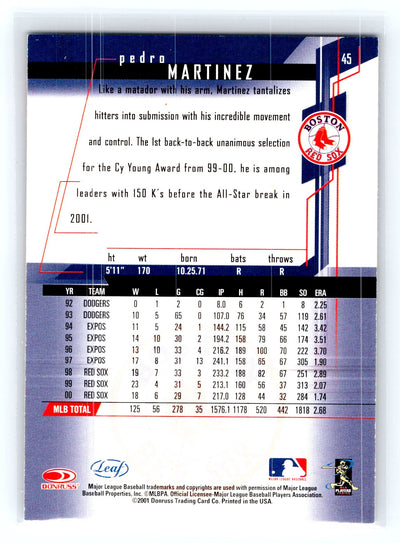 pedro
45
MARTINEZ
Like a matador with his arm, Martinez tantalizes
hitters into submission with his incredible movement
and control. The 1st back-to-back unanimous selection
for the Cy Young Award from 99-00, he is among
leaders with 150 K's before the All-Star break in
2001.
BOSTON
RED SOX
ht wt born bats throws
5'11" 170 10.25.71 R R
YR TEAM W L G CG IP H R BB SO ERA
92 DODGERS 0 1 2 0 8.0 6 2 1 8 2.25
93 DODGERS 10 5 65 0 107.0 76 34 57 119 2.61
94 EXPOS 11 5 24 1 144.2 115 58 45 142 3.42
95 EXPOS 14 10 30 2 194.2 158 79 66 174 3.51
96 EXPOS 13 10 33 4 216.2 189 100 70 222 3.70
97 EXPOS 17 8 31 13 241.1 158 65 67 305 1.90
98 RED SOX 19 7 33 3 233.2 188 82 67 251 2.89
99 RED SOX 23 4 31 5 213.1 160 56 37 313 2.07
00 RED SOX 18 6 29 7 217.0 128 44 32 284 1.74
MLB TOTAL 125 56 278 35 1576.1 1178 520 442 1818 2.68
DONRUSS
Leaf
MAJOR LEAGUE BASEBALL
PLAYERS
Major League Baseball trademarks and copyrights are used with permission of Major League
Baseball Properties, Inc. ©MLBPA. Official Licensee-Major League Baseball Players Association.
©2001 Donruss Trading Card Co. Printed in the USA.